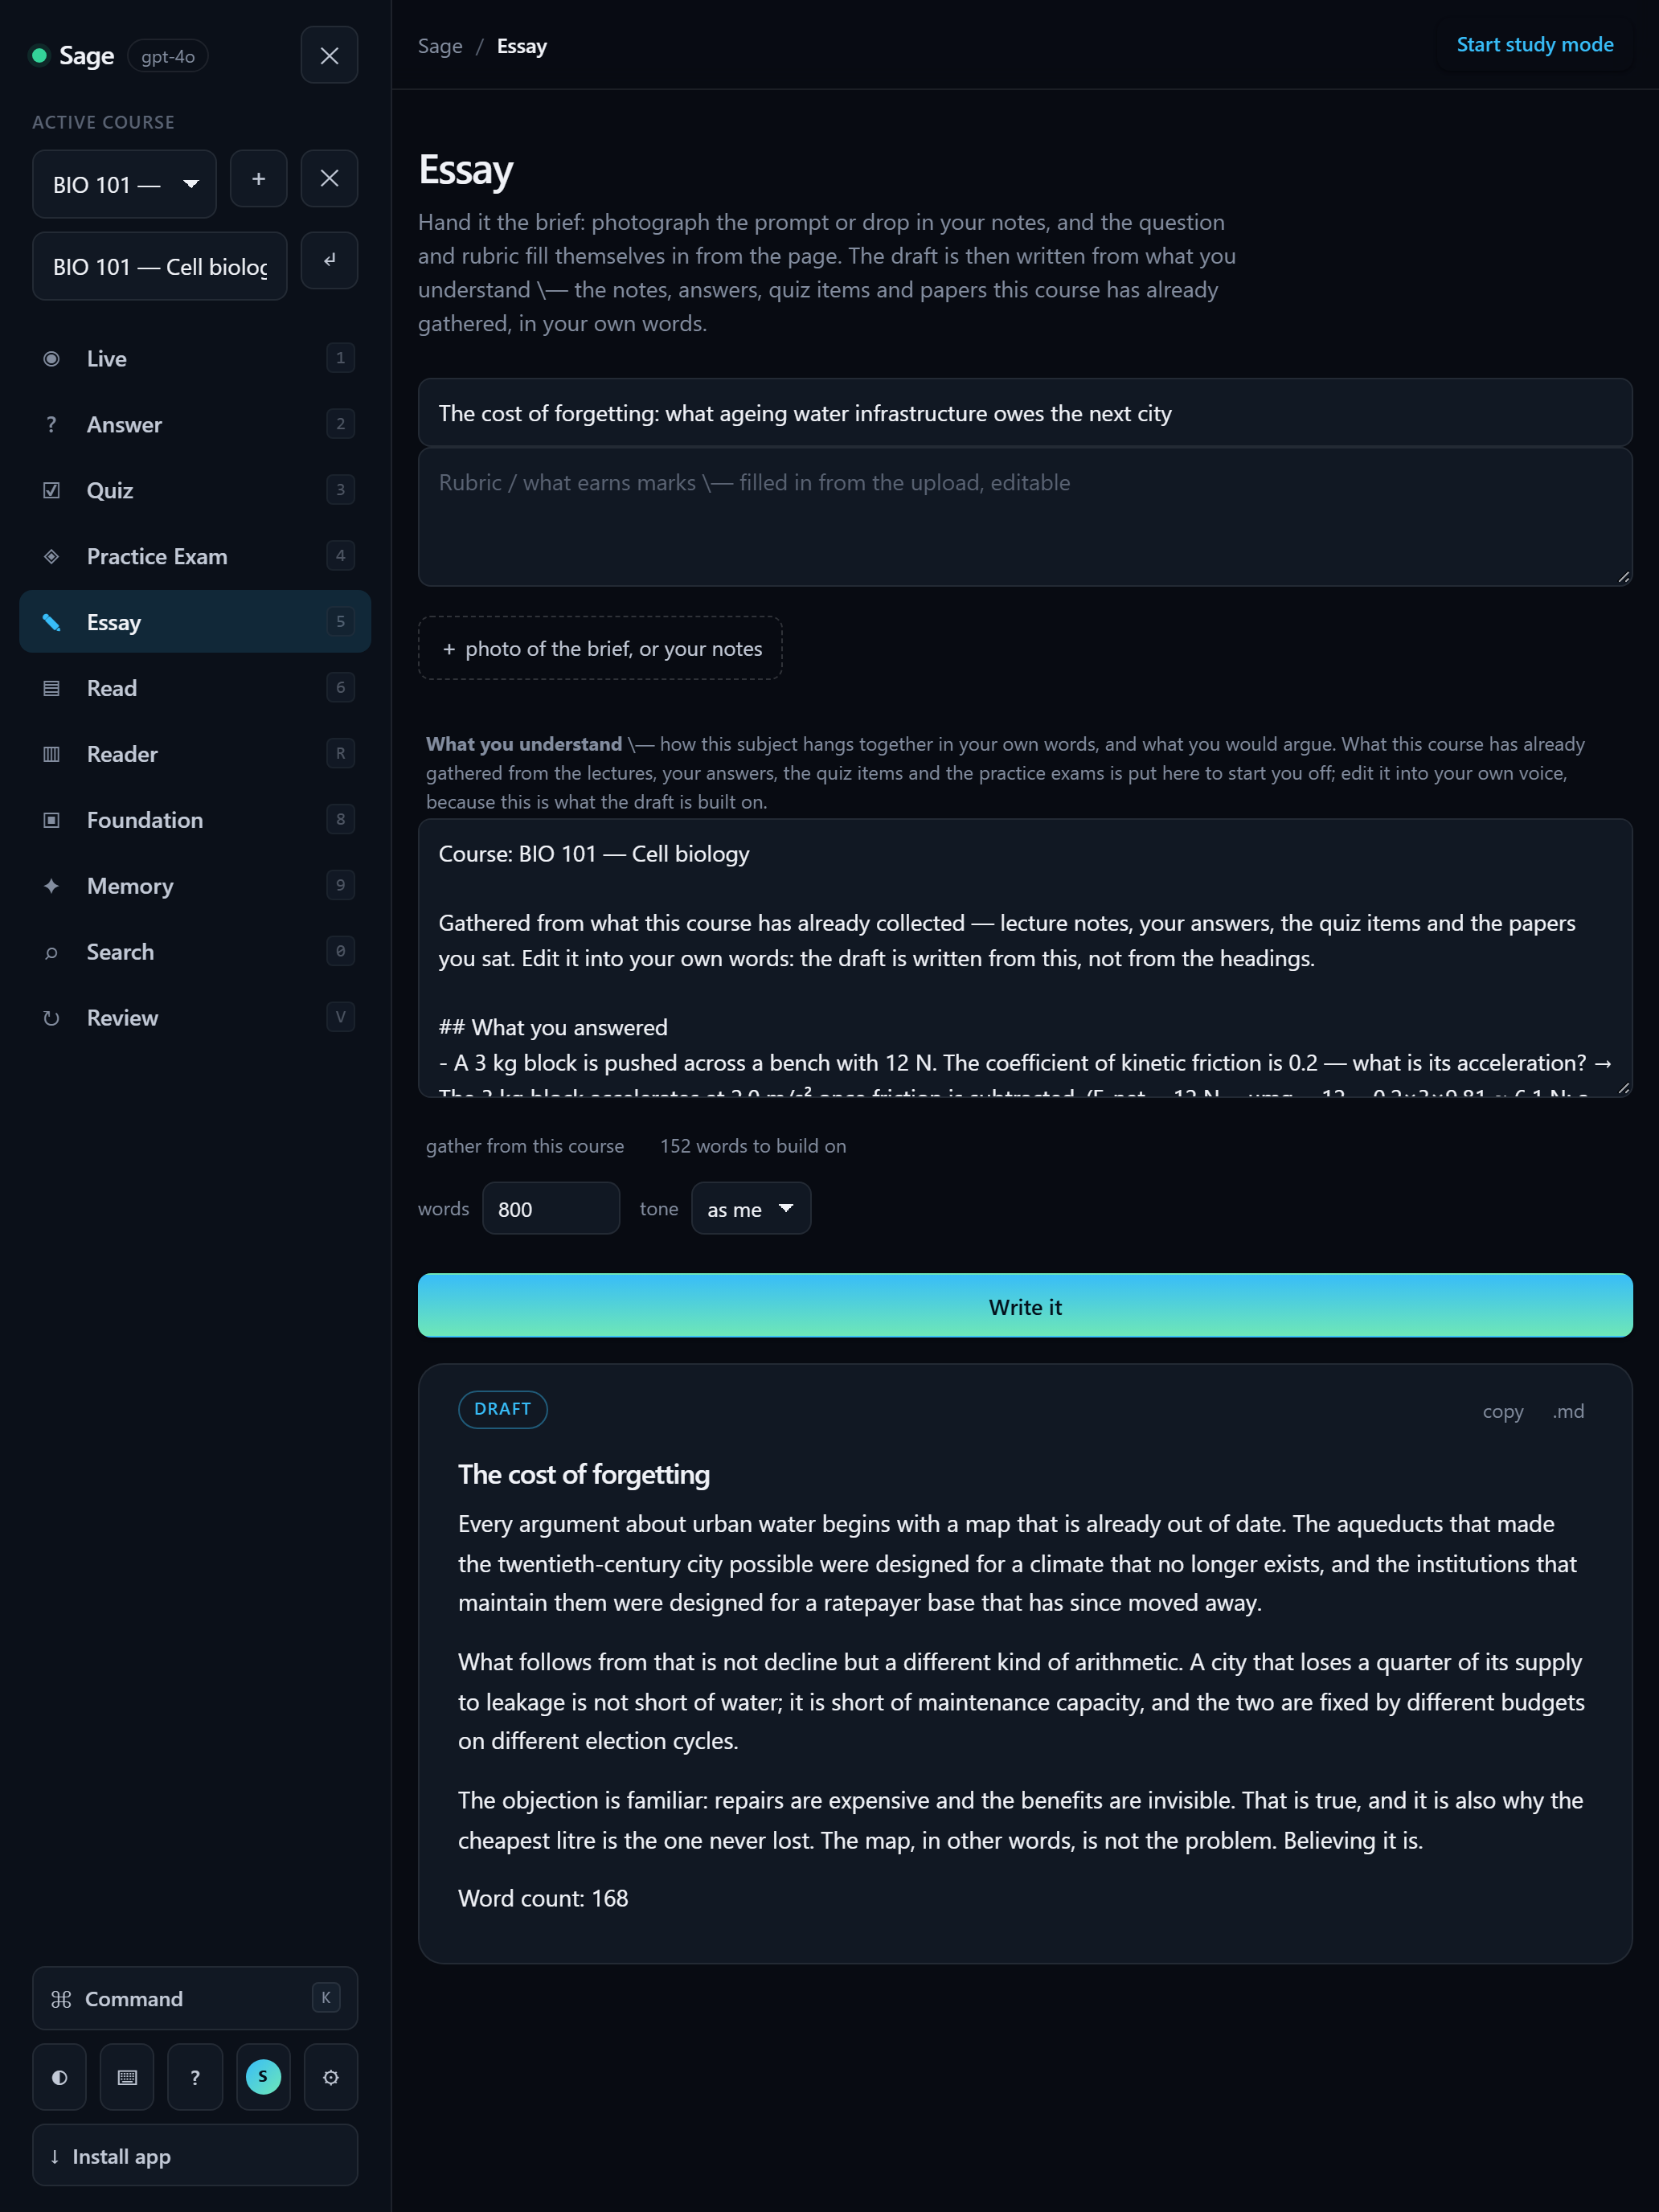 Sage gpt-4o
ACTIVE COURSE
BIO 101 —
+
BIO 101 — Cell biolog
Live 1
? Answer 2
Quiz 3
Practice Exam 4
Essay 5
Read 6
Reader R
Foundation 8
Memory 9
Search 0
Review V
⌘ Command K
? S
↓ Install app
Sage / Essay
Start study mode
Essay
Hand it the brief: photograph the prompt or drop in your notes, and the question
and rubric fill themselves in from the page. The draft is then written from what you
understand \— the notes, answers, quiz items and papers this course has already
gathered, in your own words.
The cost of forgetting: what ageing water infrastructure owes the next city
Rubric / what earns marks \— filled in from the upload, editable
+ photo of the brief, or your notes
What you understand \— how this subject hangs together in your own words, and what you would argue. What this course has already
gathered from the lectures, your answers, the quiz items and the practice exams is put here to start you off; edit it into your own voice,
because this is what the draft is built on.
Course: BIO 101 — Cell biology
Gathered from what this course has already collected — lecture notes, your answers, the quiz items and the papers
you sat. Edit it into your own words: the draft is written from this, not from the headings.
## What you answered
- A 3 kg block is pushed across a bench with 12 N. The coefficient of kinetic friction is 0.2 — what is its acceleration? →
The 3 kg block accelerates at 2.0 m/s² once friction is subtracted.
gather from this course 152 words to build on
words 800 tone as me
Write it
DRAFT copy .md
The cost of forgetting
Every argument about urban water begins with a map that is already out of date. The aqueducts that made
the twentieth-century city possible were designed for a climate that no longer exists, and the institutions that
maintain them were designed for a ratepayer base that has since moved away.
What follows from that is not decline but a different kind of arithmetic. A city that loses a quarter of its supply
to leakage is not short of water; it is short of maintenance capacity, and the two are fixed by different budgets
on different election cycles.
The objection is familiar: repairs are expensive and the benefits are invisible. That is true, and it is also why the
cheapest litre is the one never lost. The map, in other words, is not the problem. Believing it is.
Word count: 168